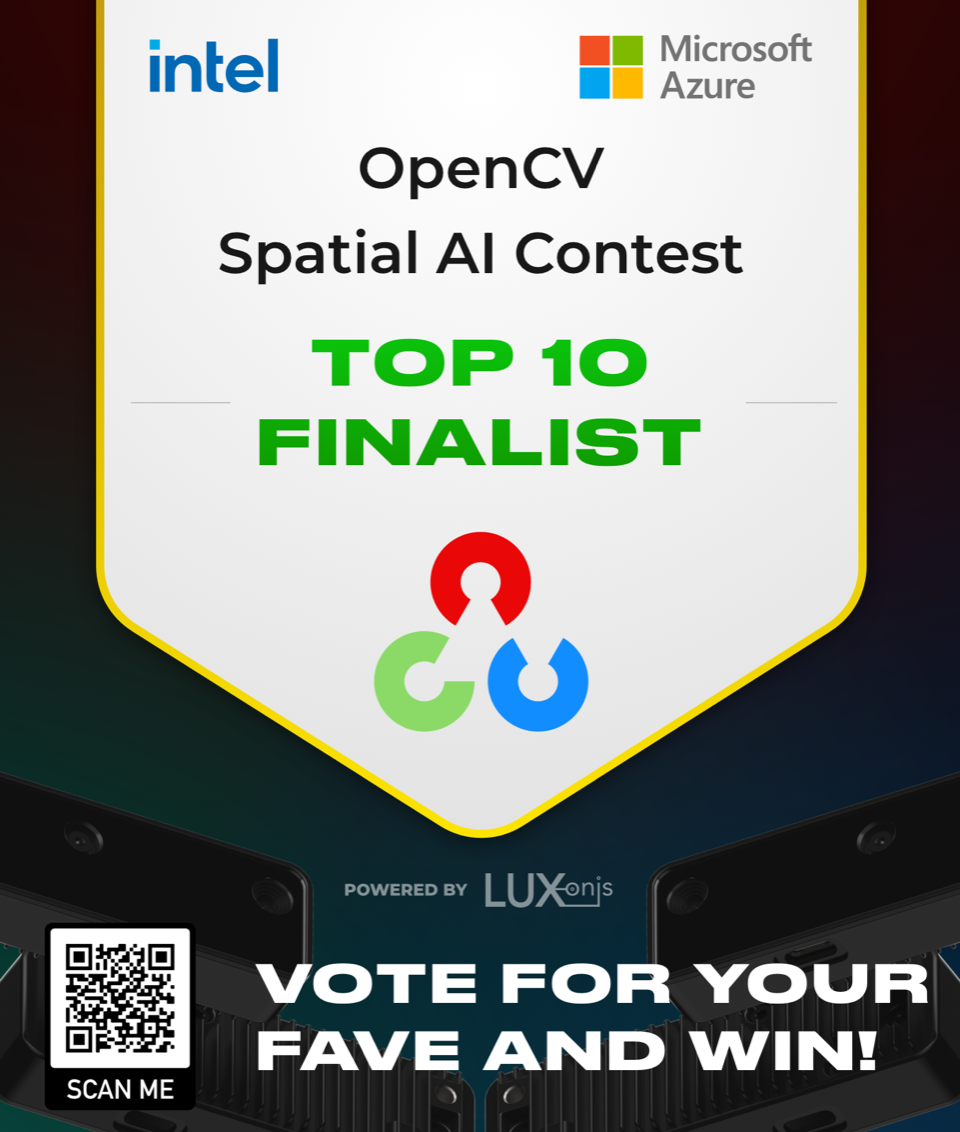 intel
Microsoft
Azure
OpenCV
Spatial AI Contest
TOP 10
FINALIST
POWERED BY LUXonis
VOTE FOR YOUR
FAVE AND WIN!
SCAN ME